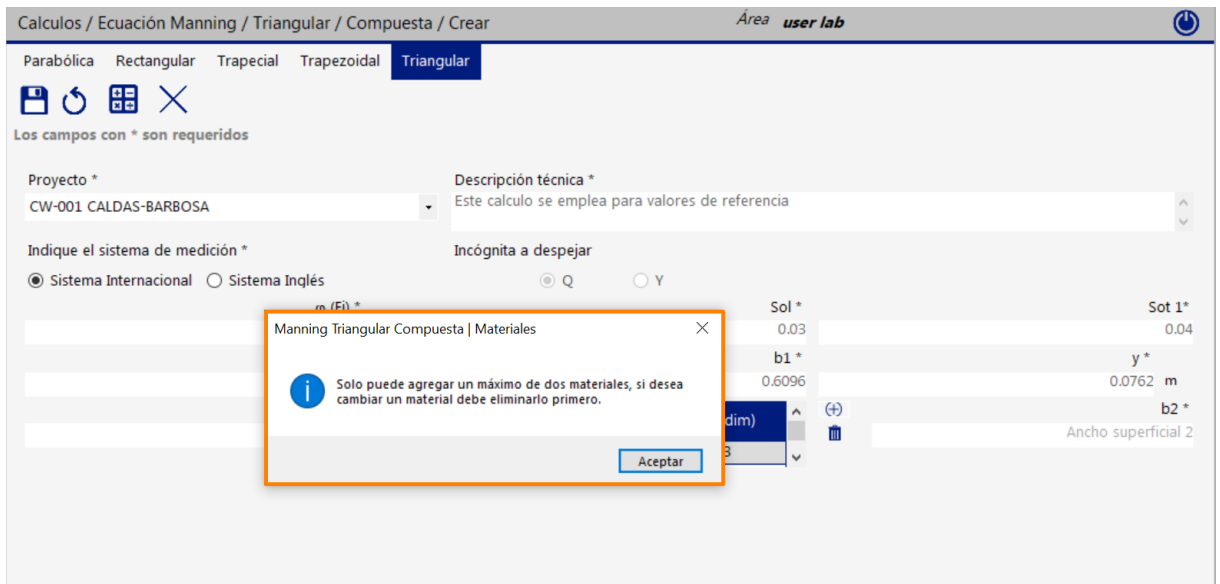 Calculos / Ecuación Manning / Triangular / Compuesta / Crear
Área user lab
Parabólica Rectangular Trapecial Trapezoidal Triangular
Los campos con * son requeridos
Proyecto *
Descripción técnica *
CW-001 CALDAS-BARBOSA
Este calculo se emplea para valores de referencia
Indique el sistema de medición *
Incógnita a despejar
Sistema Internacional Sistema Inglés
Q Y
φ (Fi) *
Sol *
Sot 1*
0.03
0.04
Manning Triangular Compuesta | Materiales
b1 *
y *
0.6096
0.0762 m
Solo puede agregar un máximo de dos materiales, si desea
cambiar un material debe eliminarlo primero.
dim)
b2 *
Ancho superficial 2
3
Aceptar